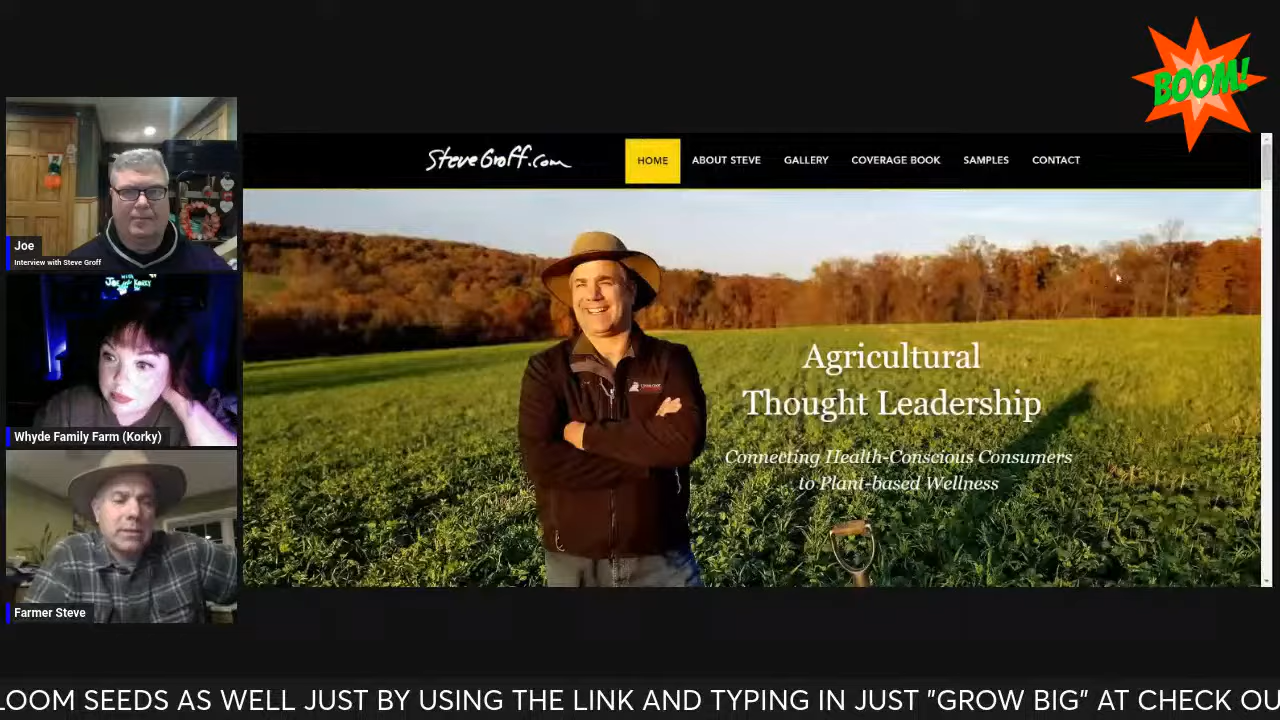 BOOM!
SteveGroff.com
HOME
ABOUT STEVE
GALLERY
COVERAGE BOOK
SAMPLES
CONTACT
Joe
Interview with Steve Groff
Whyde Family Farm (Korky)
Farmer Steve
Agricultural
Thought Leadership
Connecting Health-Conscious Consumers
to Plant-based Wellness
LOOM SEEDS AS WELL JUST BY USING THE LINK AND TYPING IN JUST "GROW BIG" AT CHECK OU